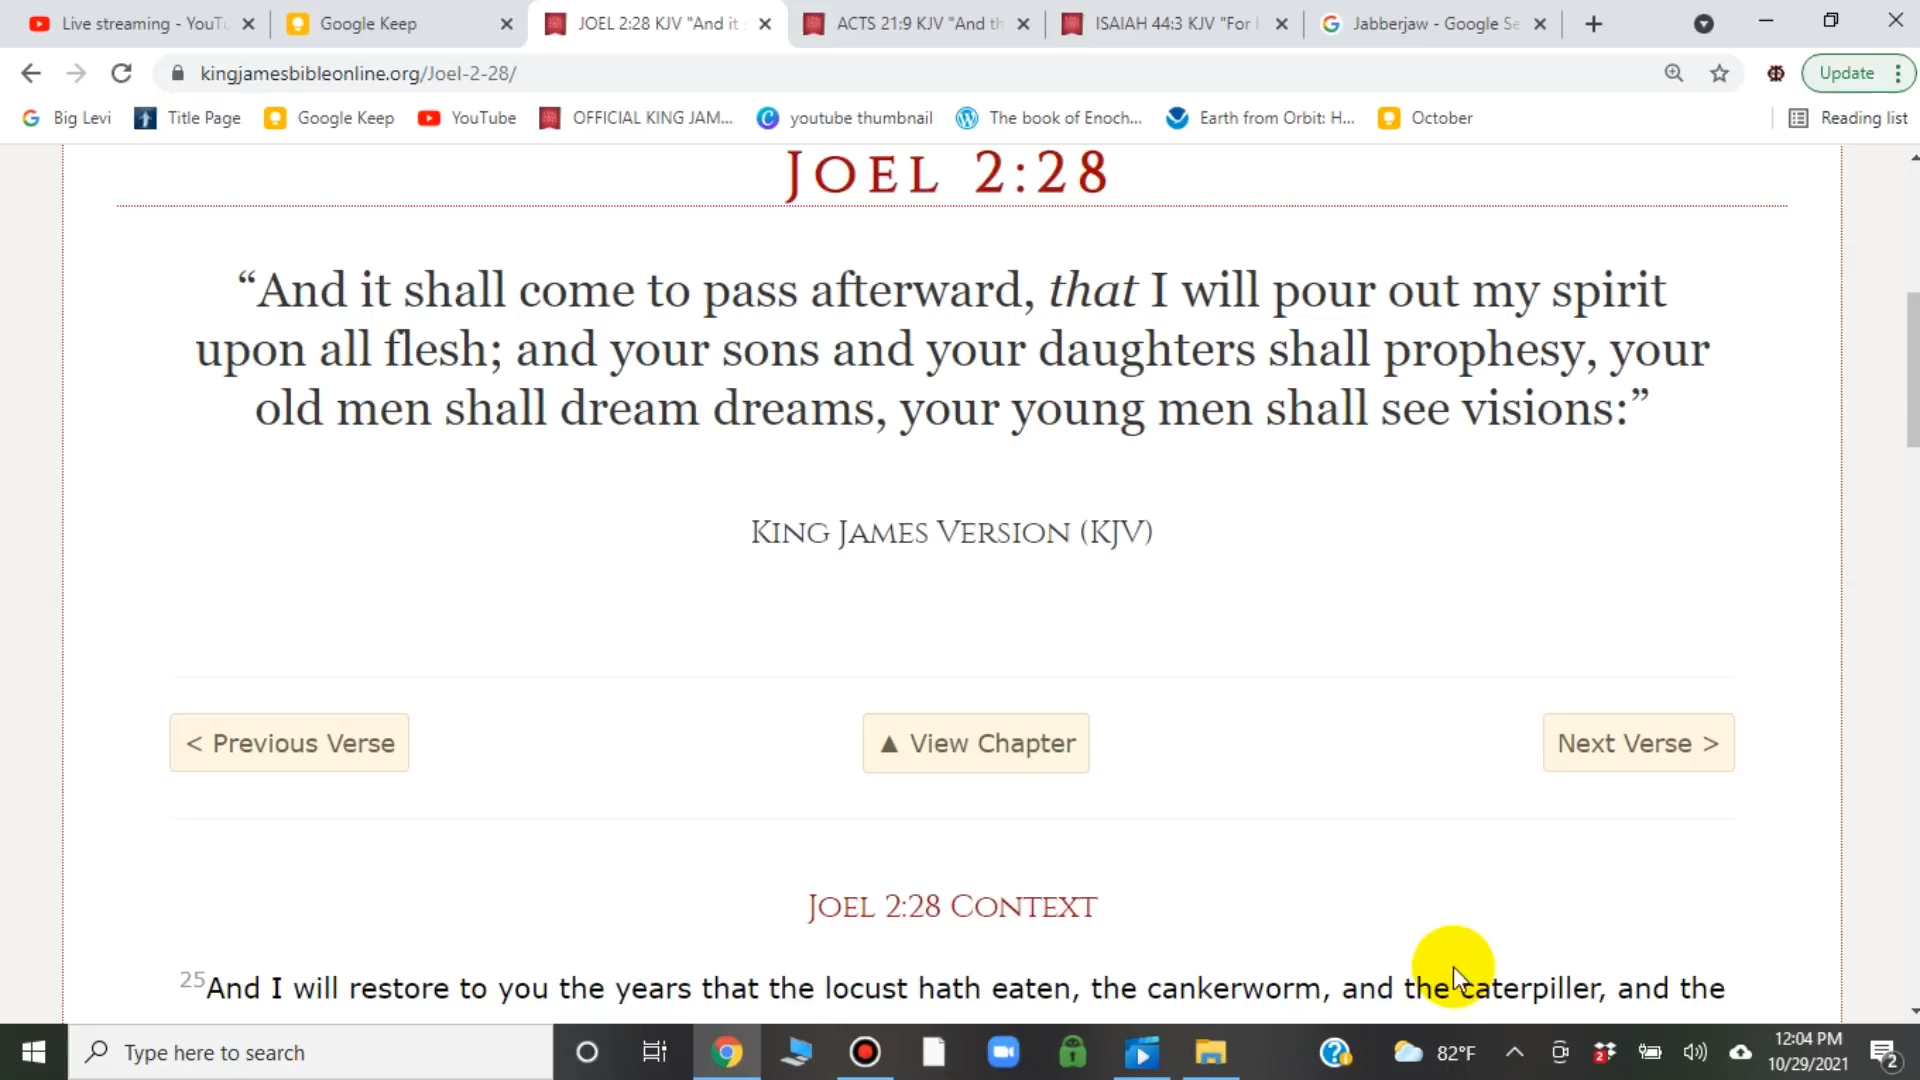 Live streaming - YouTu
Google Keep
JOEL 2:28 KJV "And it
ACTS 21:9 KJV "And th
ISAIAH 44:3 KJV "For I
Jabberjaw - Google Se
kingjamesbibleonline.org/Joel-2-28/
Update
Big Levi
Title Page
Google Keep
YouTube
OFFICIAL KING JAM...
youtube thumbnail
The book of Enoch...
Earth from Orbit: H...
October
Reading list
JOEL 2:28
“And it shall come to pass afterward, that I will pour out my spirit
upon all flesh; and your sons and your daughters shall prophesy, your
old men shall dream dreams, your young men shall see visions:”
KING JAMES VERSION (KJV)
< Previous Verse
▲ View Chapter
Next Verse >
JOEL 2:28 CONTEXT
25And I will restore to you the years that the locust hath eaten, the cankerworm, and the caterpiller, and the
Type here to search
82°F
12:04 PM
10/29/2021
2
2